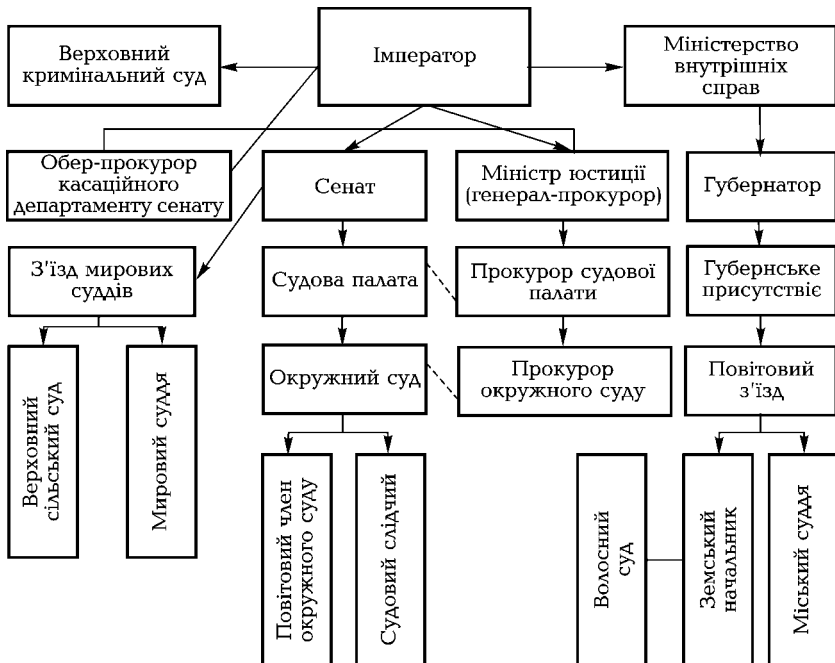 Верховний
кримінальний суд
Імператор
Міністерство
внутрішніх
справ
Обер-прокурор
касаційного
департаменту сенату
Сенат
Міністр юстиції
(генерал-прокурор)
Губернатор
З'їзд мирових
суддів
Судова палата
Прокурор судової
палати
Губернське
присутствіє
Окружний суд
Прокурор
окружного суду
Повітовий
з'їзд
Верховний
сільський суд
Мировий суддя
Повітовий член
окружного суду
Судовий слідчий
Волосний
суд
Земський
начальник
Міський суддя